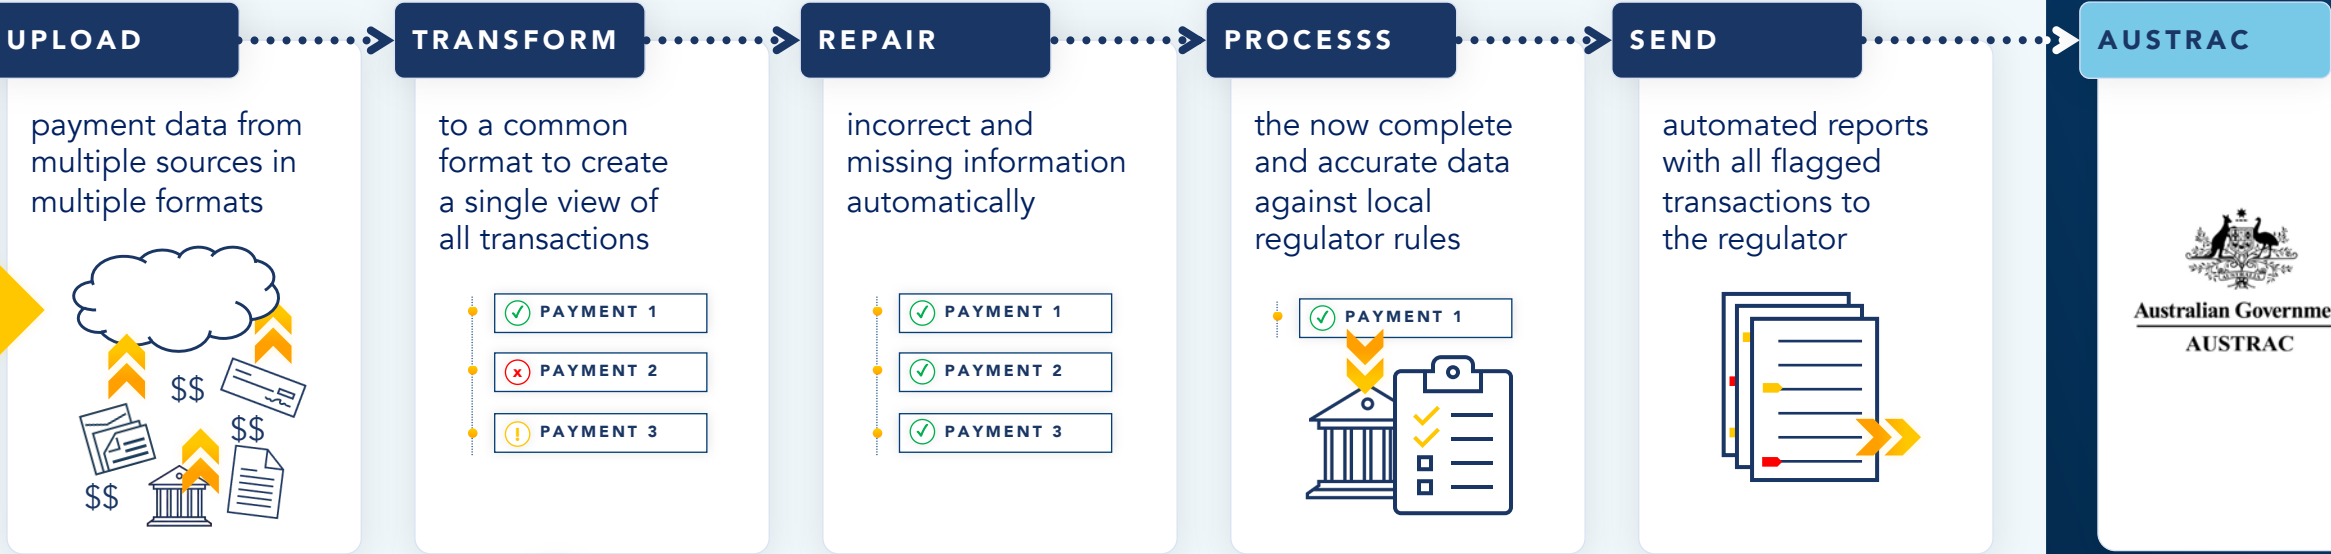 UPLOAD
payment data from
multiple sources in
multiple formats
$$
$$
$$
TRANSFORM
to a common
format to create
a single view of
all transactions
PAYMENT 1
x PAYMENT 2
! PAYMENT 3
REPAIR
incorrect and
missing information
automatically
PAYMENT 1
PAYMENT 2
PAYMENT 3
PROCESSS
the now complete
and accurate data
against local
regulator rules
PAYMENT 1
SEND
automated reports
with all flagged
transactions to
the regulator
AUSTRAC
Australian Governme
AUSTRAC